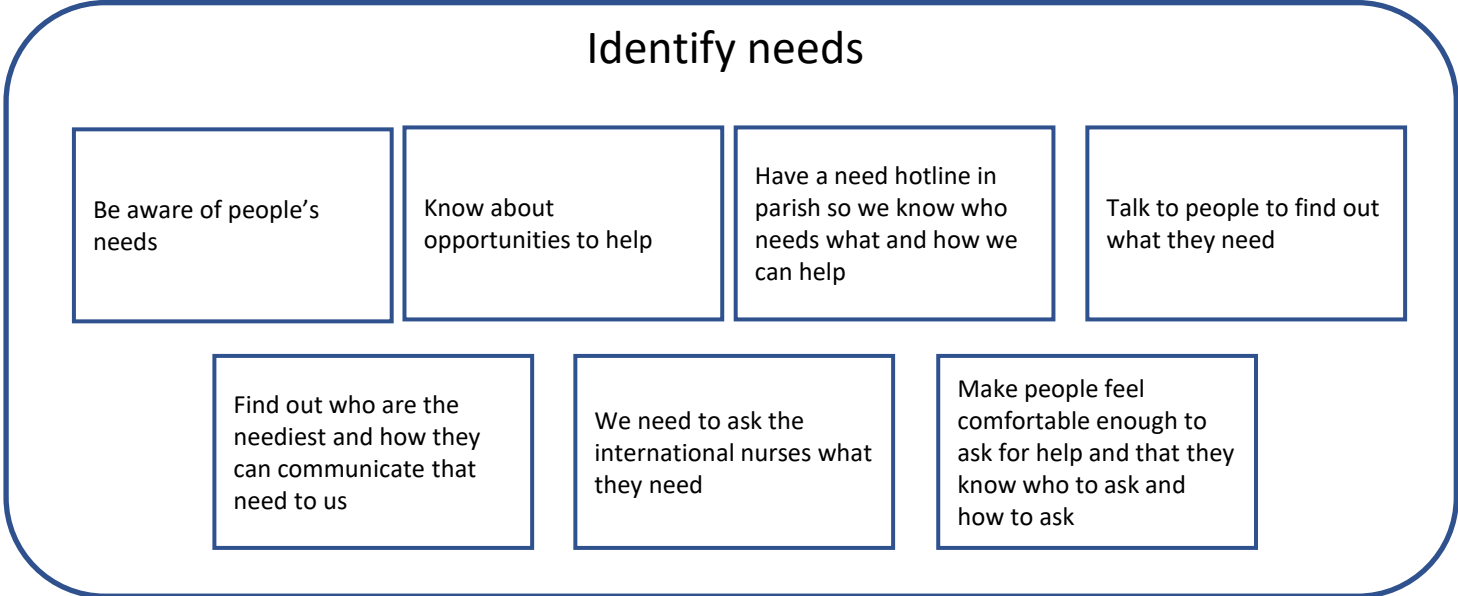 Identify needs
Be aware of people’s
needs
Know about
opportunities to help
Have a need hotline in
parish so we know who
needs what and how we
can help
Talk to people to find out
what they need
Find out who are the
neediest and how they
can communicate that
need to us
We need to ask the
international nurses what
they need
Make people feel
comfortable enough to
ask for help and that they
know who to ask and
how to ask